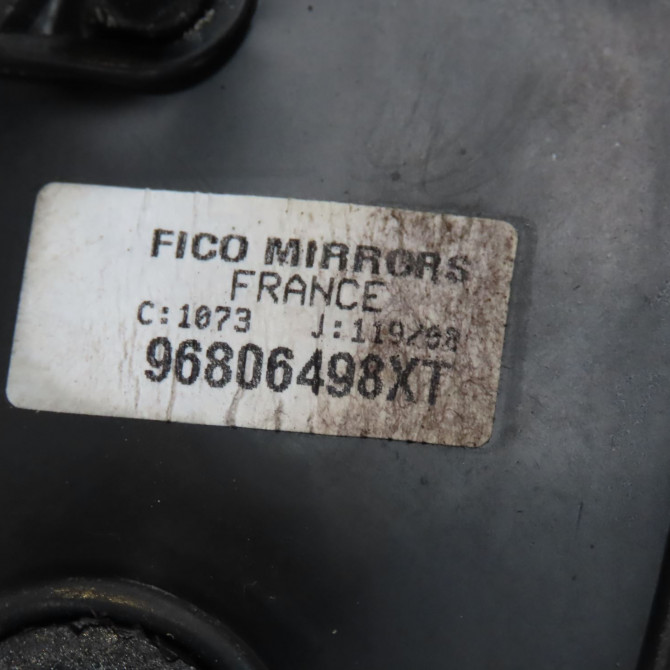 FICO MIRRORS
FRANCE
C:1073 J:119/08
96806498XT